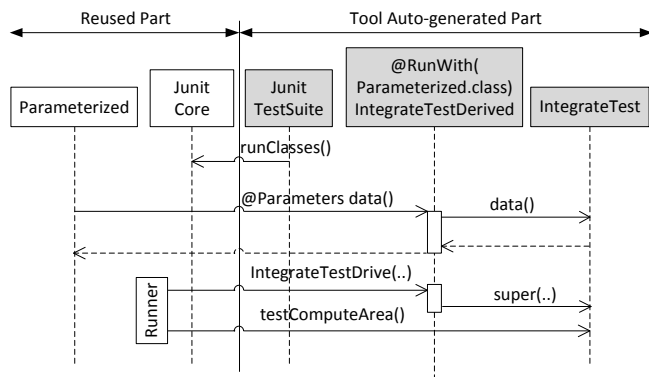 Reused Part
Tool Auto-generated Part
Parameterized
Junit
Core
Junit
TestSuite
@RunWith(
Parameterized.class)
IntegrateTestDerived
IntegrateTest
runClasses()
@Parameters data()
data()
Runner
IntegrateTestDrive(..)
super(..)
testComputeArea()